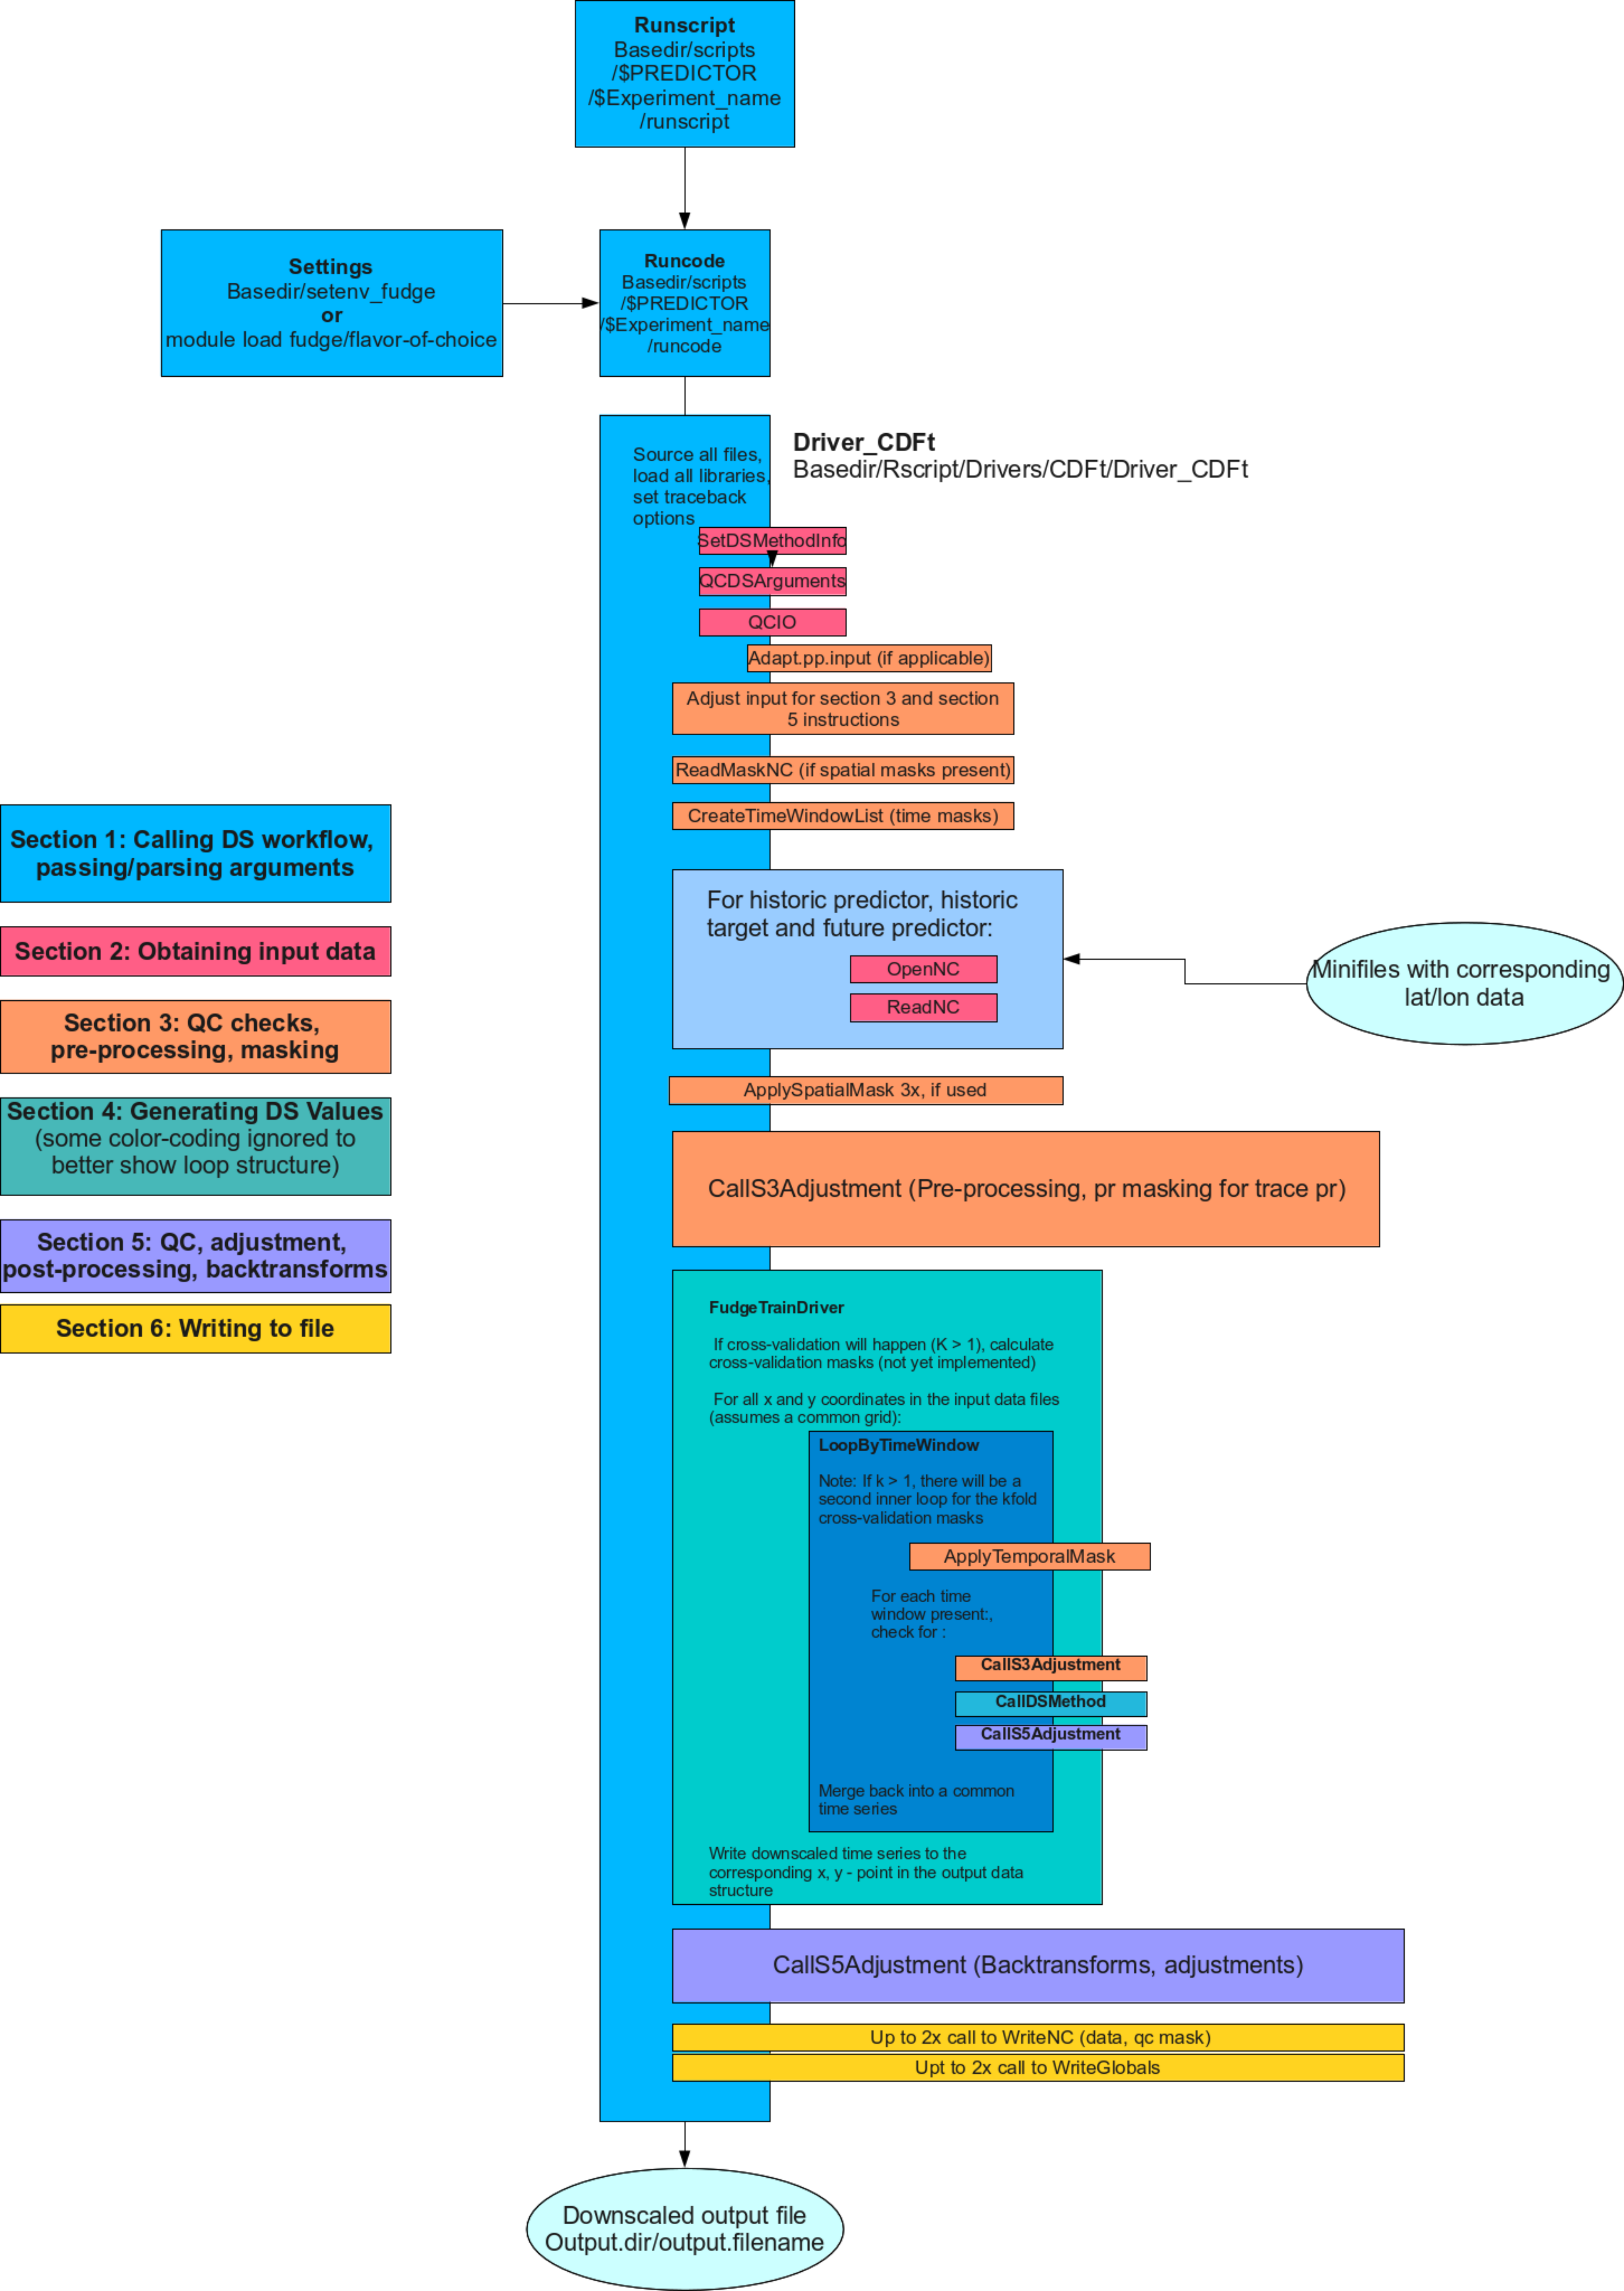 Runscript
Basedir/scripts
/$PREDICTOR
/$Experiment_name
/runscript
Settings
Basedir/setenv_fudge
or
module load fudge/flavor-of-choice
Runcode
Basedir/scripts
/$PREDICTOR
/$Experiment_name
/runcode
Driver_CDFt
Basedir/Rscript/Drivers/CDFt/Driver_CDFt
Source all files,
load all libraries,
set traceback
options
SetDSMethodInfo
QCDSArguments
QCIO
Adapt.pp.input (if applicable)
Adjust input for section 3 and section
5 instructions
ReadMaskNC (if spatial masks present)
CreateTimeWindowList (time masks)
Section 1: Calling DS workflow,
passing/parsing arguments
Section 2: Obtaining input data
Section 3: QC checks,
pre-processing, masking
Section 4: Generating DS Values
(some color-coding ignored to
better show loop structure)
Section 5: QC, adjustment,
post-processing, backtransforms
Section 6: Writing to file
For historic predictor, historic
target and future predictor:
OpenNC
ReadNC
Minifiles with corresponding
lat/lon data
ApplySpatialMask 3x, if used
CallS3Adjustment (Pre-processing, pr masking for trace pr)
FudgeTrainDriver
If cross-validation will happen (K > 1), calculate
cross-validation masks (not yet implemented)
For all x and y coordinates in the input data files
(assumes a common grid):
LoopByTimeWindow
Note: If k > 1, there will be a
second inner loop for the kfold
cross-validation masks
ApplyTemporalMask
For each time
window present:,
check for :
CallS3Adjustment
CallDSMethod
CallS5Adjustment
Merge back into a common
time series
Write downscaled time series to the
corresponding x, y - point in the output data
structure
CallS5Adjustment (Backtransforms, adjustments)
Up to 2x call to WriteNC (data, qc mask)
Upt to 2x call to WriteGlobals
Downscaled output file
Output.dir/output.filename